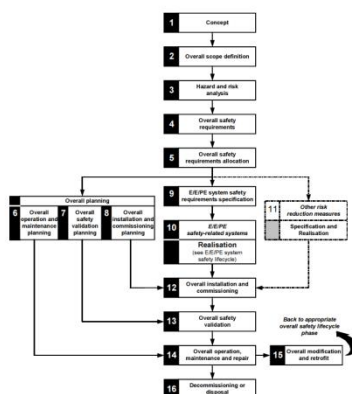 1 Concept
2 Overall scope definition
3 Hazard and risk
analysis
4 Overall safety
requirements
5 Overall safety
requirements allocation
Overall planning
6 Overall
operation and
maintenance
planning
7 Overall
safety
validation
planning
8 Overall
installation and
commissioning
planning
9 E/E/PE system safety
requirements specification
10 E/E/PE
safety-related systems
Realisation
(see E/E/PE system
safety lifecycle)
11 Other risk
reduction measures
Specification and
Realisation
12 Overall installation and
commissioning
13 Overall safety
validation
Back to appropriate
overall safety lifecycle
phase
14 Overall operation,
maintenance and repair
15 Overall modification
and retrofit
16 Decommissioning or
disposal